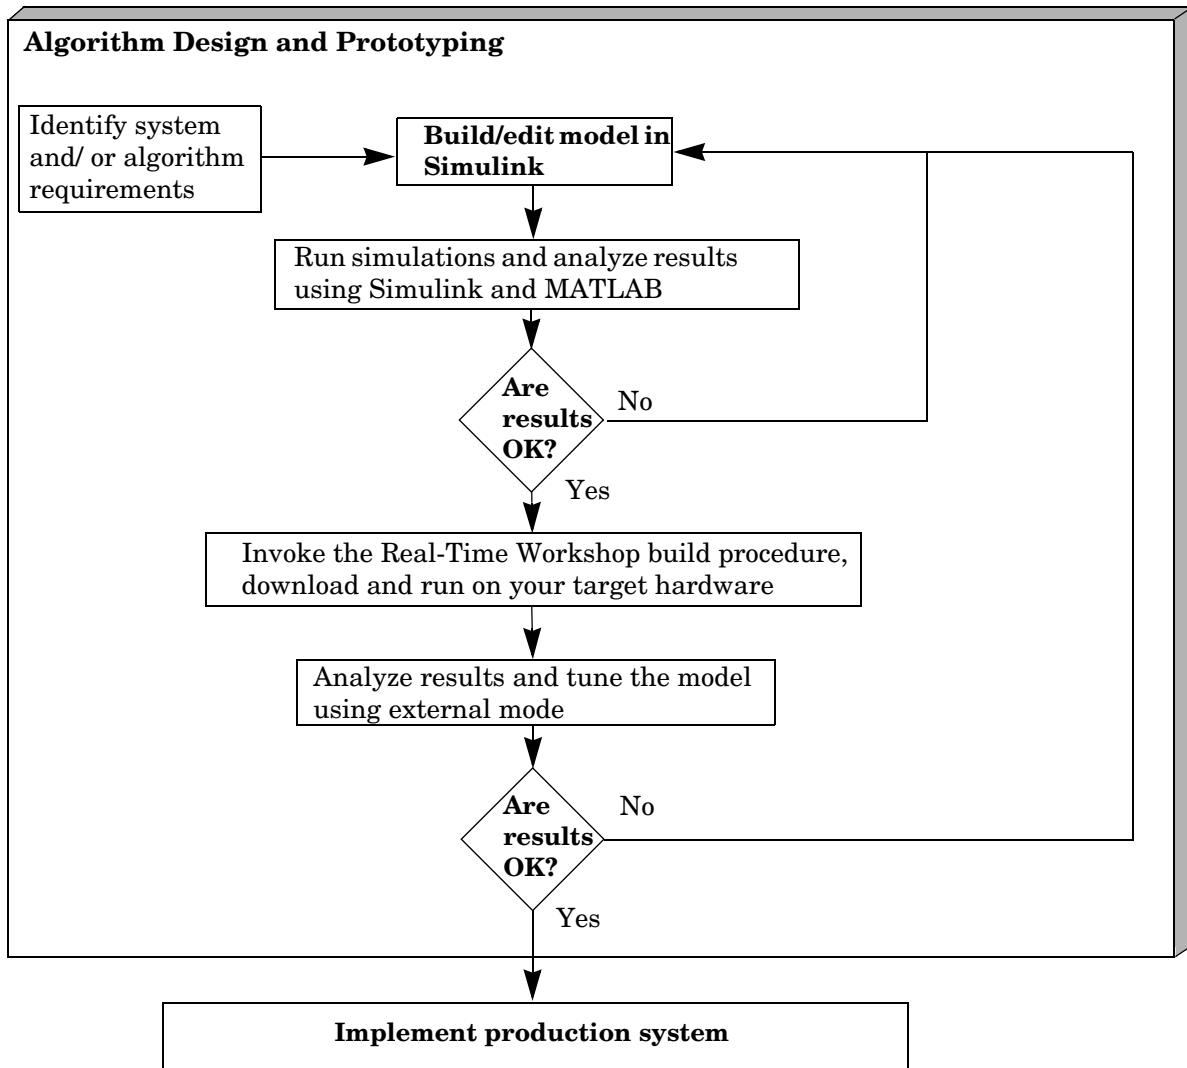 Algorithm Design and Prototyping
Identify system
and/ or algorithm
requirements
Build/edit model in
Simulink
Run simulations and analyze results
using Simulink and MATLAB
Are
results
OK?
No
Yes
Invoke the Real-Time Workshop build procedure,
download and run on your target hardware
Analyze results and tune the model
using external mode
Are
results
OK?
No
Yes
Implement production system